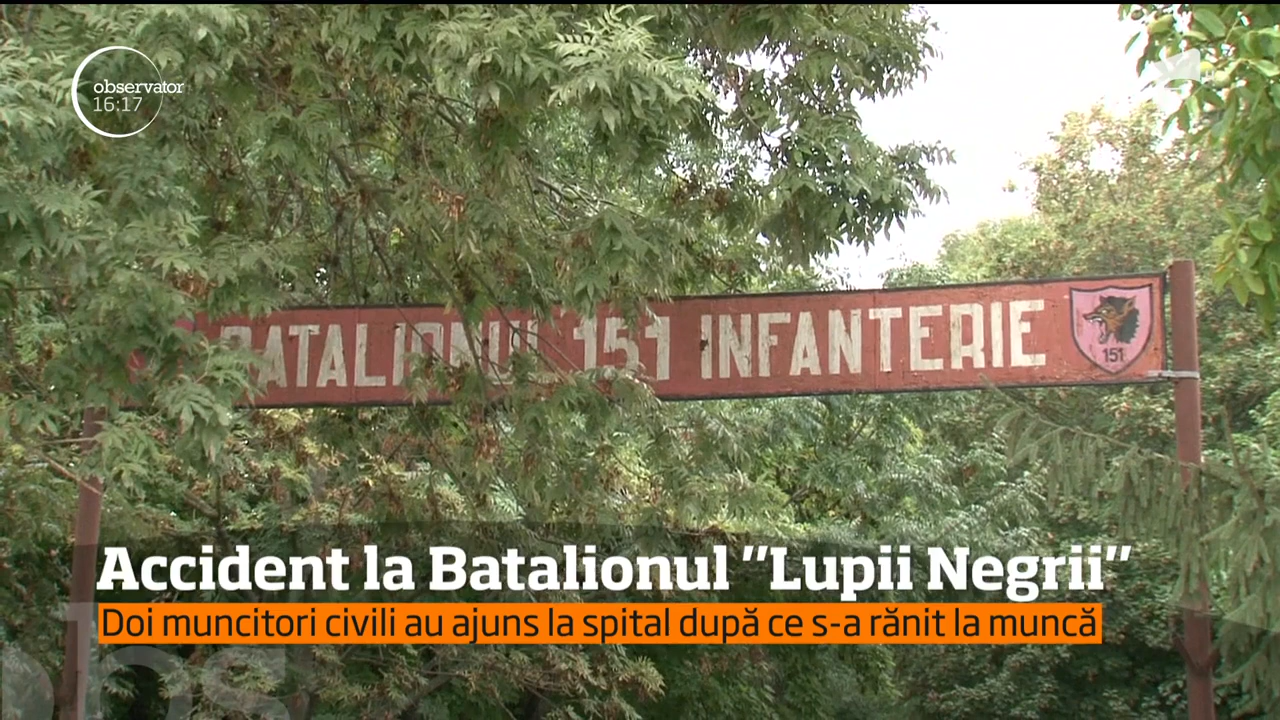 observator
16:17
BATALIONUL 151 INFANTERIE
151
Accident la Batalionul "Lupii Negrii"
Doi muncitori civili au ajuns la spital după ce s-a rănit la muncă
obs